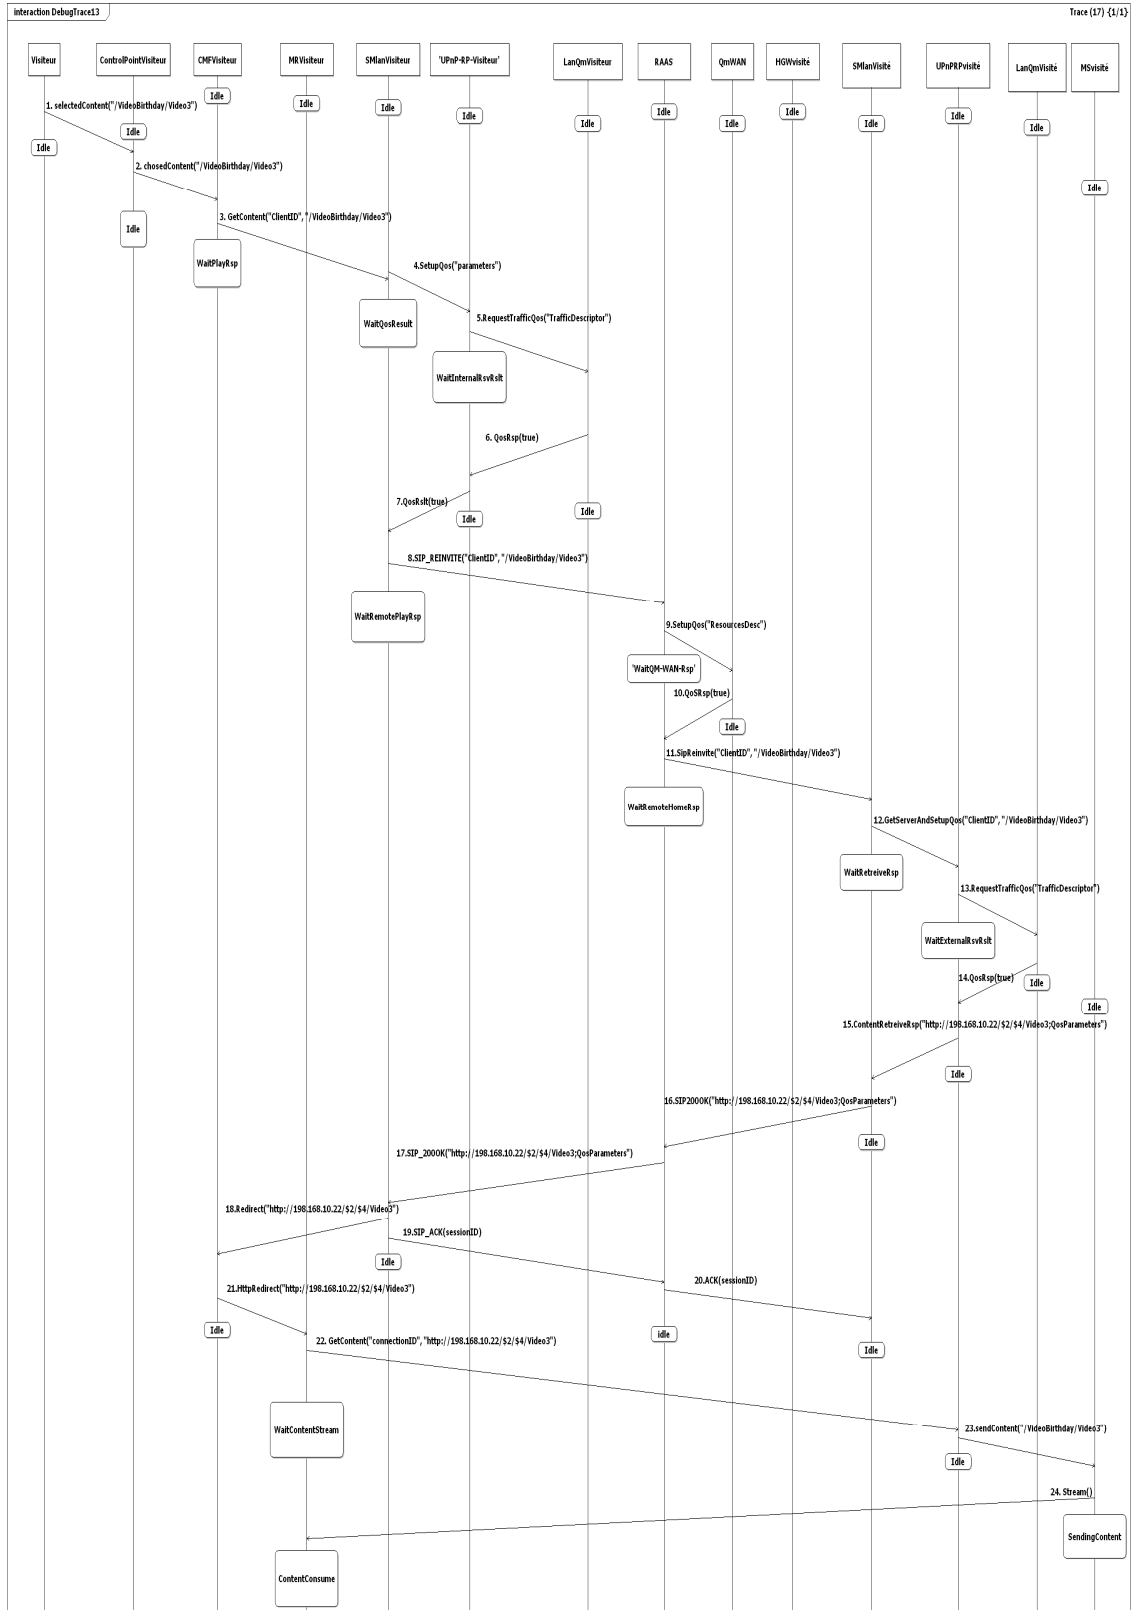 interaction DebugTrace13
Trace (17) {1/1}
Visiteur
ControlPointVisiteur
CMFVisiteur
MRVisiteur
SMlanVisiteur
'UPnP-RP-Visiteur'
LanQmVisiteur
RAAS
QmWAN
HGWvisité
SMlanVisité
UPnPRPvisité
LanQmVisité
MSvisité
Idle
Idle
Idle
Idle
Idle
Idle
Idle
Idle
Idle
Idle
Idle
1. selectedContent("/VideoBirthday/Video3")
Idle
Idle
2. chosedContent("/VideoBirthday/Video3")
Idle
3. GetContent("ClientID", "/VideoBirthday/Video3")
Idle
WaitPlayRsp
4.SetupQos("parameters")
WaitQosResult
5.RequestTrafficQos("TrafficDescriptor")
WaitInternalRsvRslt
6. QosRsp(true)
7.QosRslt(true)
Idle
Idle
8.SIP_REINVITE("ClientID", "/VideoBirthday/Video3")
WaitRemotePlayRsp
9.SetupQos("ResourcesDesc")
'WaitQM-WAN-Rsp'
10.QoSRsp(true)
Idle
11.SipReinvite("ClientID", "/VideoBirthday/Video3")
WaitRemoteHomeRsp
12.GetServerAndSetupQos("ClientID", "/VideoBirthday/Video3")
WaitRetreiveRsp
13.RequestTrafficQos("TrafficDescriptor")
WaitExternalRsvRslt
14.QosRsp(true)
Idle
Idle
15.ContentRetreiveRsp("http://198.168.10.22/$2/$4/Video3;QosParameters")
Idle
16.SIP200OK("http://198.168.10.22/$2/$4/Video3;QosParameters")
Idle
17.SIP_200OK("http://198.168.10.22/$2/$4/Video3;QosParameters")
18.Redirect("http://198.168.10.22/$2/$4/Video3")
19.SIP_ACK(sessionID)
Idle
20.ACK(sessionID)
21.HttpRedirect("http://198.168.10.22/$2/$4/Video3")
Idle
idle
22. GetContent("connectionID", "http://198.168.10.22/$2/$4/Video3")
Idle
WaitContentStream
23.sendContent("/VideoBirthday/Video3")
Idle
24. Stream()
SendingContent
ContentConsume